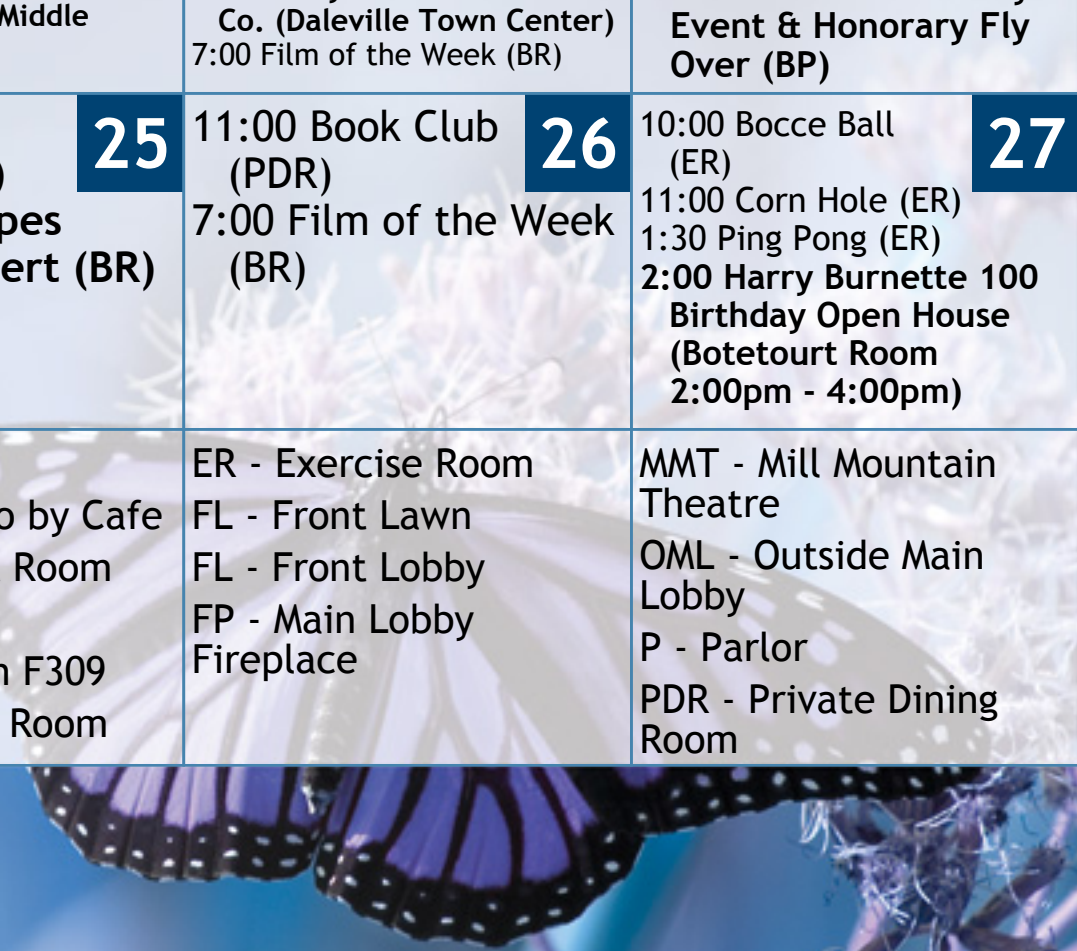 Middle
Co. (Daleville Town Center)
7:00 Film of the Week (BR)
Event & Honorary Fly
Over (BP)
25
)
ert (BR)
26
11:00 Book Club
(PDR)
7:00 Film of the Week
(BR)
27
10:00 Bocce Ball
(ER)
11:00 Corn Hole (ER)
1:30 Ping Pong (ER)
2:00 Harry Burnette 100
Birthday Open House
(Botetourt Room
2:00pm - 4:00pm)
by Cafe
Room
F309
Room
ER - Exercise Room
FL - Front Lawn
FL - Front Lobby
FP - Main Lobby
Fireplace
MMT - Mill Mountain
Theatre
OML - Outside Main
Lobby
P - Parlor
PDR - Private Dining
Room